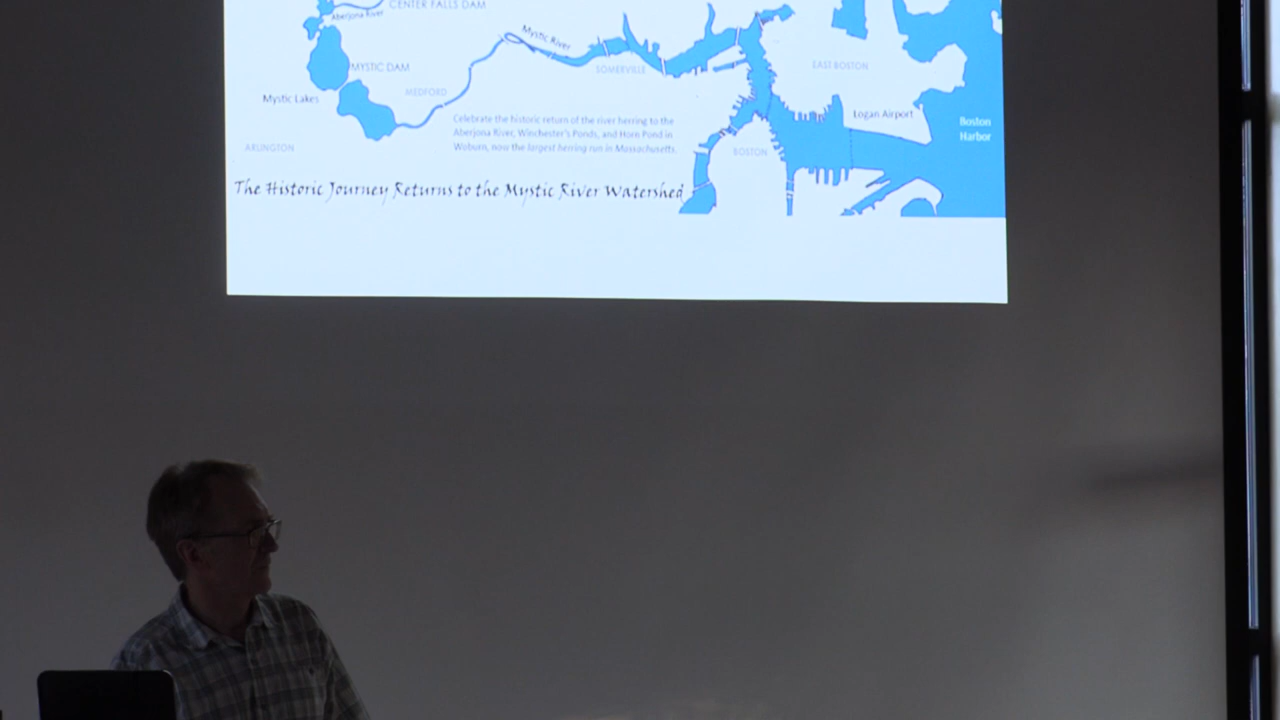 CENTER FALLS DAM
Aberjona River
Mystic River
MYSTIC DAM
SOMERVILLE
EAST BOSTON
MEDFORD
Mystic Lakes
Logan Airport
Celebrate the historic return of the river herring to the
Aberjona River, Winchester's Ponds, and Horn Pond in
Woburn, now the largest herring run in Massachusetts.
Boston
Harbor
ARLINGTON
BOSTON
The Historic Journey Returns to the Mystic River Watershed